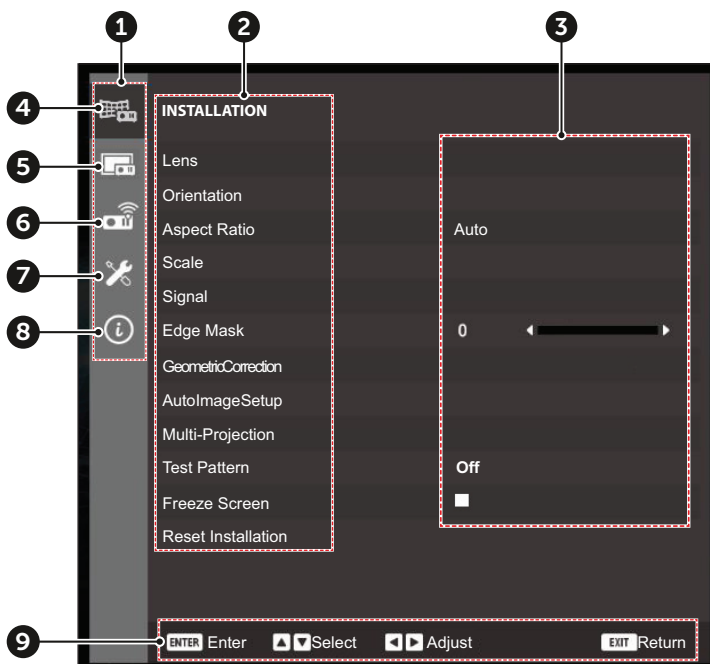 1 2 3
4 INSTALLATION
5 Lens
Orientation
6 Aspect Ratio Auto
Scale
7 Signal
8 Edge Mask 0
GeometricCorrection
AutoImageSetup
Multi-Projection
Test Pattern Off
Freeze Screen
Reset Installation
9 ENTER Enter Select Adjust EXIT Return